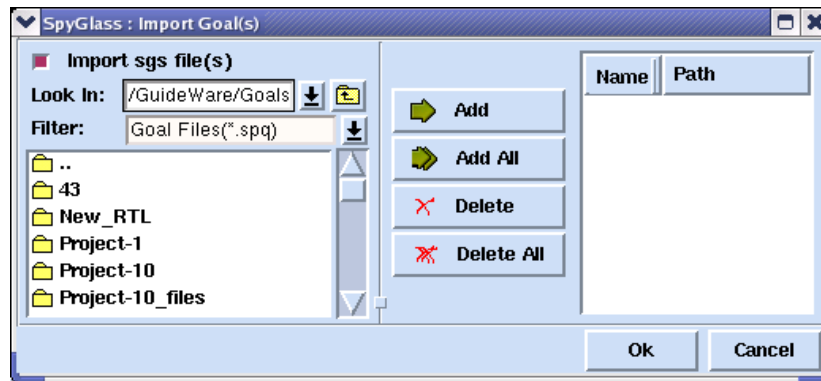 SpyGlass : Import Goal(s)
Import sgs file(s)
Look In: /GuideWare/Goals
Filter: Goal Files(*.spq)
..
43
New_RTL
Project-1
Project-10
Project-10_files
Add
Add All
Delete
Delete All
Name Path
Ok Cancel